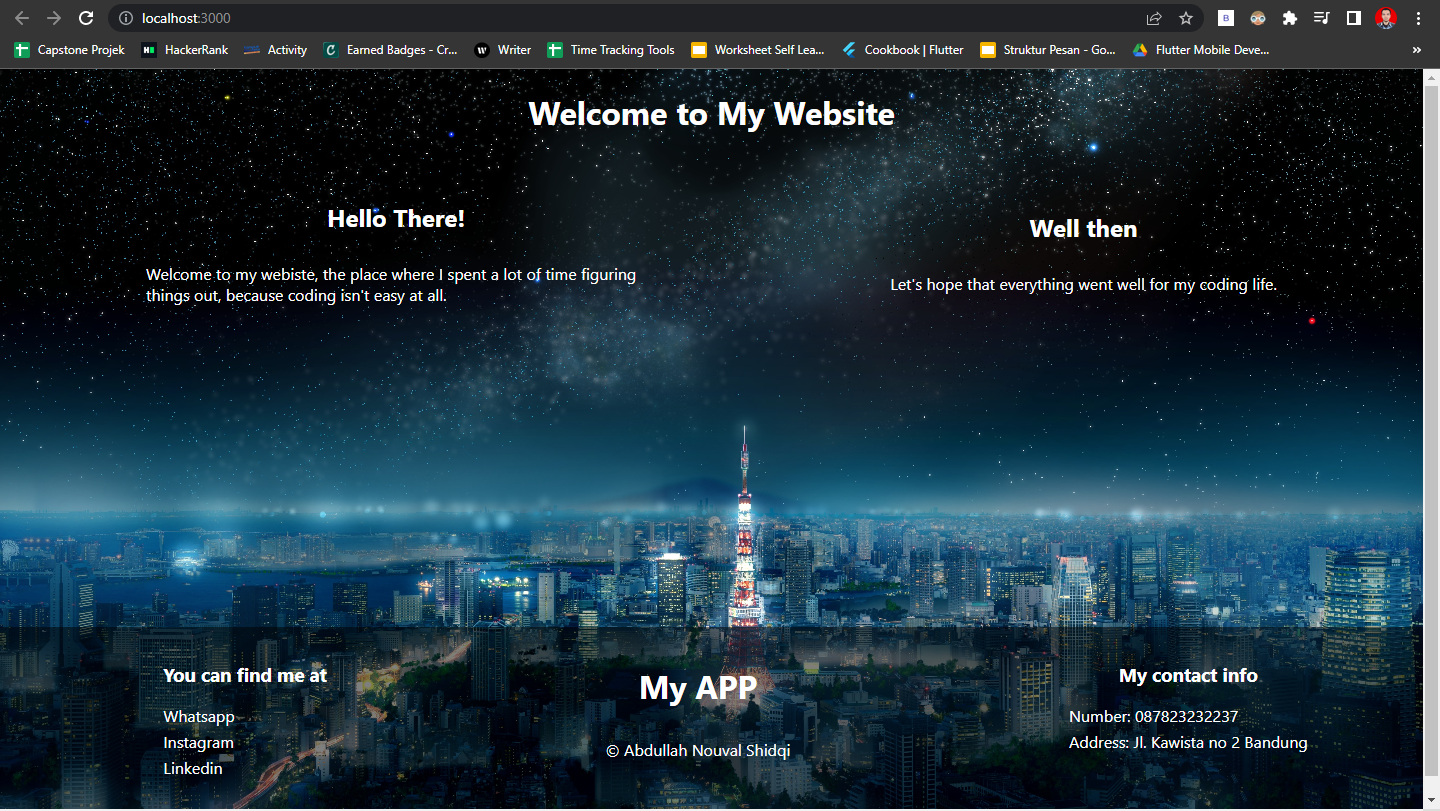 localhost:3000
Capstone Projek
HackerRank
Activity
Earned Badges - Cr...
Writer
Time Tracking Tools
Worksheet Self Lea...
Cookbook | Flutter
Struktur Pesan - Go...
Flutter Mobile Deve...
»
Welcome to My Website
Hello There!
Welcome to my webiste, the place where I spent a lot of time figuring
things out, because coding isn't easy at all.
Well then
Let's hope that everything went well for my coding life.
You can find me at
Whatsapp
Instagram
Linkedin
My APP
© Abdullah Nouval Shidqi
My contact info
Number: 087823232237
Address: Jl. Kawista no 2 Bandung